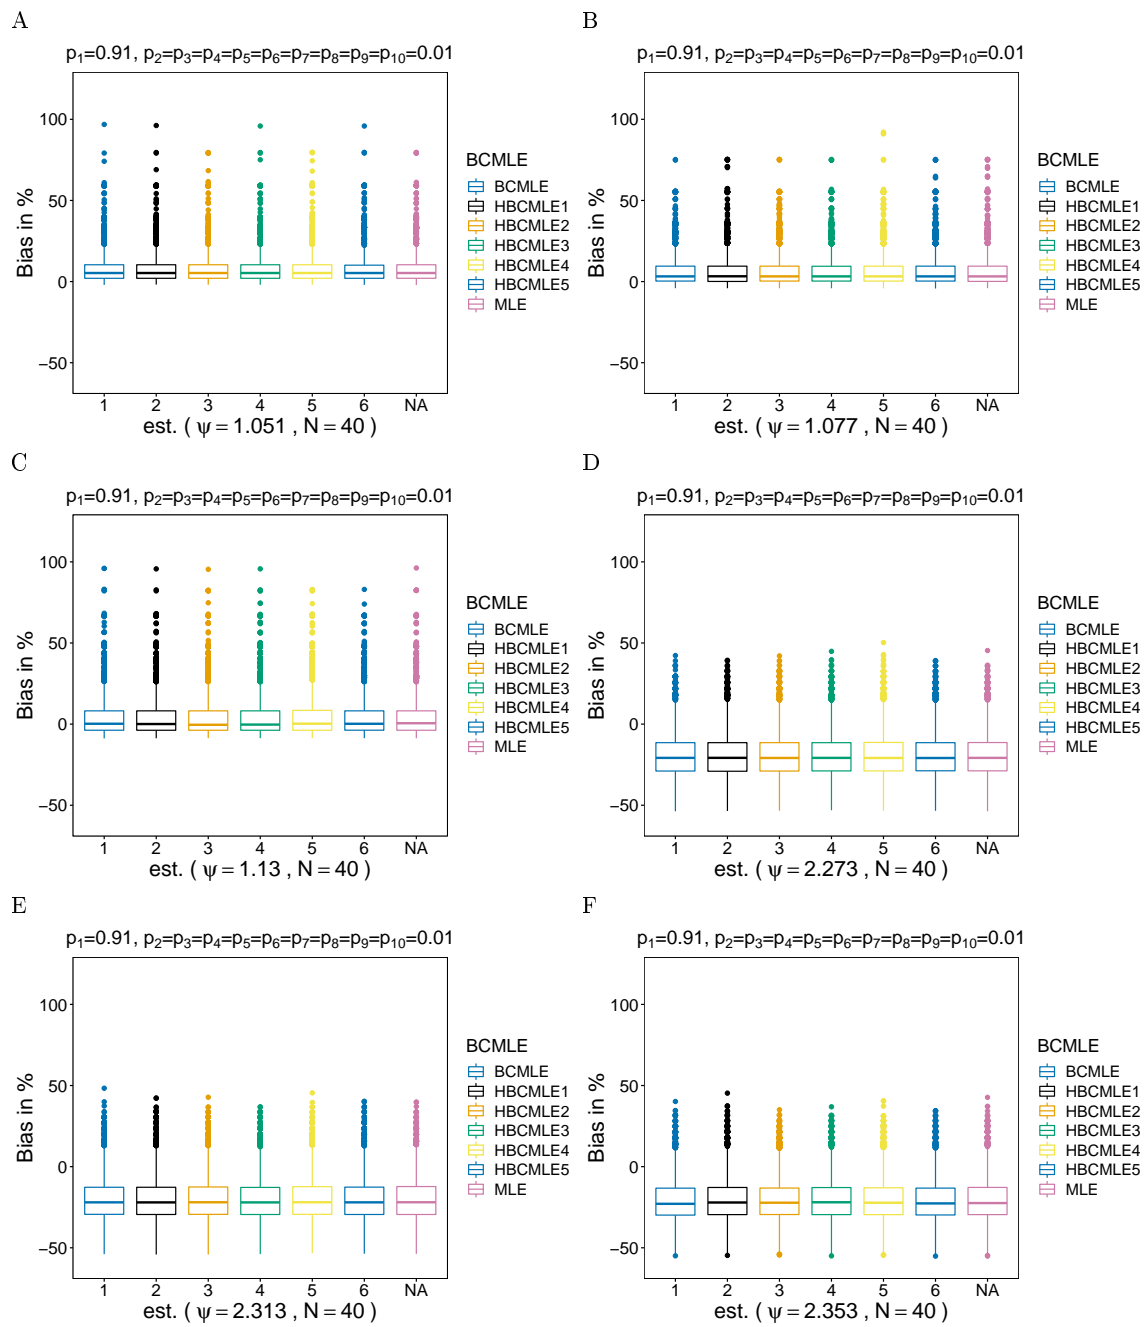 A
p1=0.91, p2=p3=p4=p5=p6=p7=p8=p9=p10=0.01
Bias in %
100
50
0
−50
1 2 3 4 5 6 NA
est. ( ψ = 1.051 , N = 40 )
BCMLE
BCMLE
HBCMLE1
HBCMLE2
HBCMLE3
HBCMLE4
HBCMLE5
MLE
B
p1=0.91, p2=p3=p4=p5=p6=p7=p8=p9=p10=0.01
Bias in %
100
50
0
−50
1 2 3 4 5 6 NA
est. ( ψ = 1.077 , N = 40 )
BCMLE
BCMLE
HBCMLE1
HBCMLE2
HBCMLE3
HBCMLE4
HBCMLE5
MLE
C
p1=0.91, p2=p3=p4=p5=p6=p7=p8=p9=p10=0.01
Bias in %
100
50
0
−50
1 2 3 4 5 6 NA
est. ( ψ = 1.13 , N = 40 )
BCMLE
BCMLE
HBCMLE1
HBCMLE2
HBCMLE3
HBCMLE4
HBCMLE5
MLE
D
p1=0.91, p2=p3=p4=p5=p6=p7=p8=p9=p10=0.01
Bias in %
100
50
0
−50
1 2 3 4 5 6 NA
est. ( ψ = 2.273 , N = 40 )
BCMLE
BCMLE
HBCMLE1
HBCMLE2
HBCMLE3
HBCMLE4
HBCMLE5
MLE
E
p1=0.91, p2=p3=p4=p5=p6=p7=p8=p9=p10=0.01
Bias in %
100
50
0
−50
1 2 3 4 5 6 NA
est. ( ψ = 2.313 , N = 40 )
BCMLE
BCMLE
HBCMLE1
HBCMLE2
HBCMLE3
HBCMLE4
HBCMLE5
MLE
F
p1=0.91, p2=p3=p4=p5=p6=p7=p8=p9=p10=0.01
Bias in %
100
50
0
−50
1 2 3 4 5 6 NA
est. ( ψ = 2.353 , N = 40 )
BCMLE
BCMLE
HBCMLE1
HBCMLE2
HBCMLE3
HBCMLE4
HBCMLE5
MLE